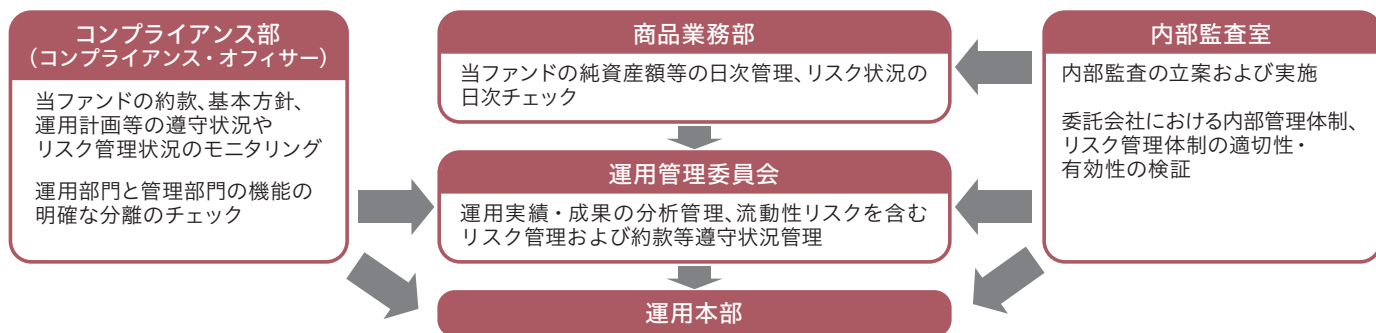 コンプライアンス部
（コンプライアンス・オフィサー）
当ファンドの約款、基本方針、
運用計画等の遵守状況や
リスク管理状況のモニタリング
運用部門と管理部門の機能の
明確な分離のチェック
商品業務部
当ファンドの純資産額等の日次管理、リスク状況の
日次チェック
運用管理委員会
運用実績・成果の分析管理、流動性リスクを含む
リスク管理および約款等遵守状況管理
運用本部
内部監査室
内部監査の立案および実施
委託会社における内部管理体制、
リスク管理体制の適切性・
有効性の検証